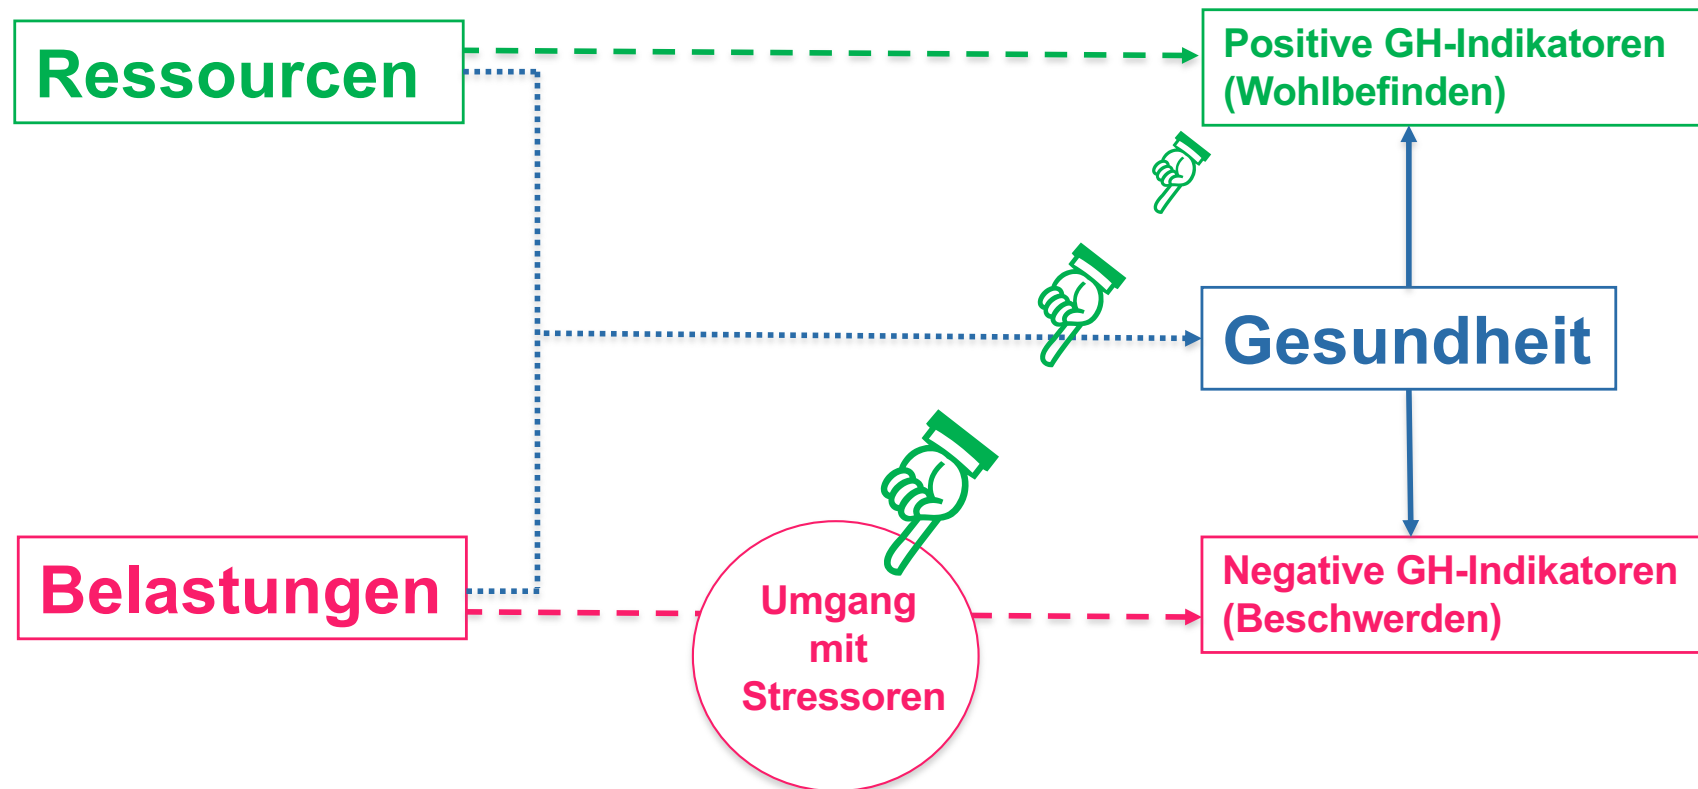 Ressourcen
Positive GH-Indikatoren
(Wohlbefinden)
Gesundheit
Belastungen
Umgang
mit
Stressoren
Negative GH-Indikatoren
(Beschwerden)